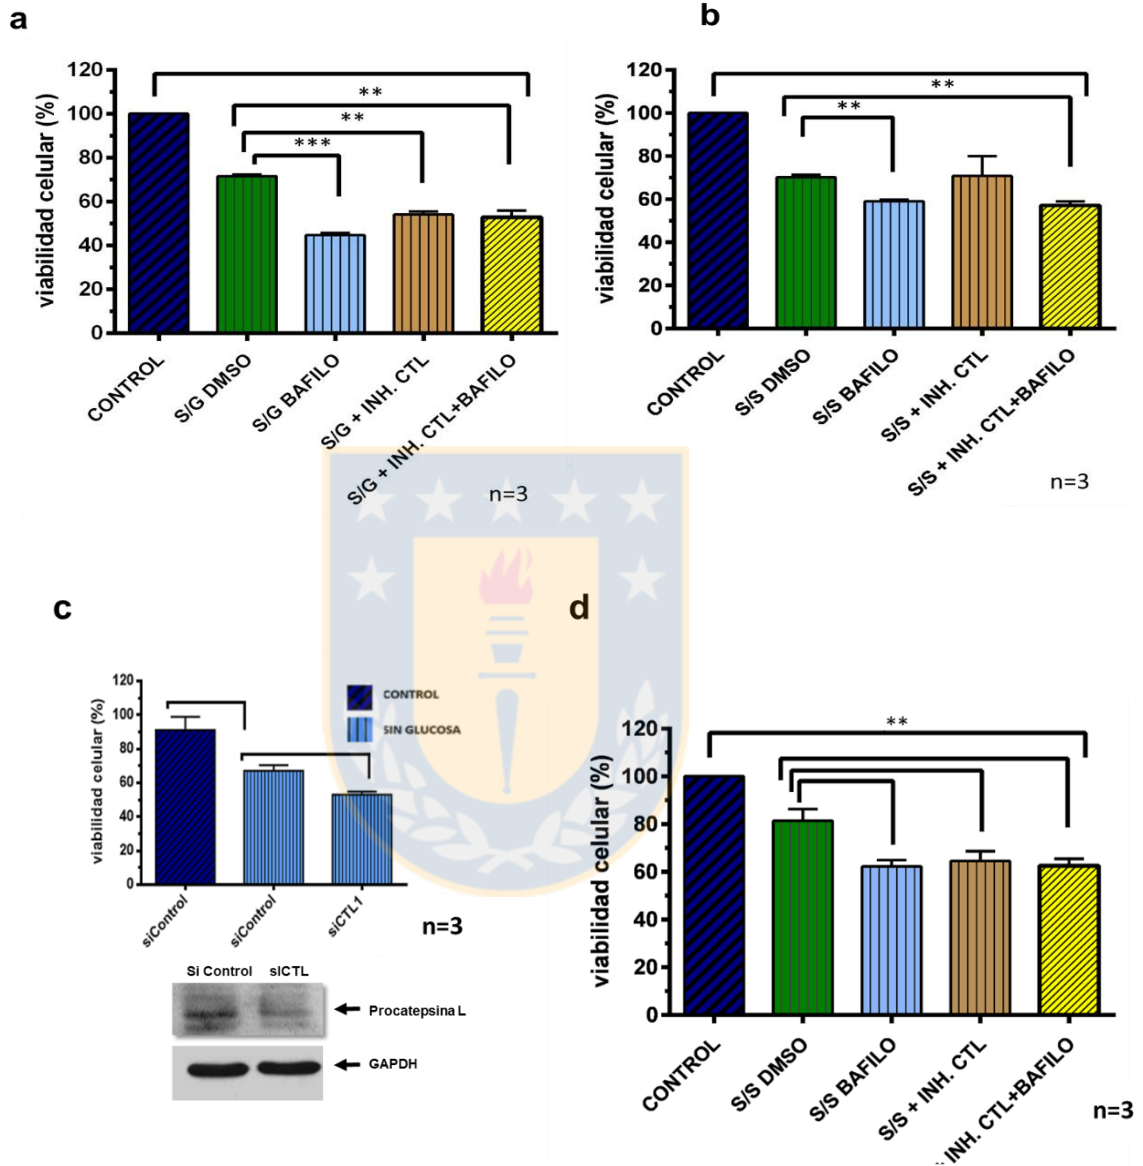 a
viabilidad celular (%)
120
100
80
60
40
20
0
**
**
***
CONTROL
S/G DMSO
S/G BAFILO
S/G + INH. CTL
S/G + INH. CTL+BAFILO
n=3
b
viabilidad celular (%)
120
100
80
60
40
20
0
**
**
CONTROL
S/S DMSO
S/S BAFILO
S/S + INH. CTL
S/S + INH. CTL+BAFILO
n=3
c
viabilidad celular (%)
120
100
80
60
40
20
0
CONTROL
SIN GLUCOSA
siControl
siControl
siCTL1
n=3
Si Control siCTL
Procatepsina L
GAPDH
d
viabilidad celular (%)
120
100
80
60
40
20
0
**
CONTROL
S/S DMSO
S/S BAFILO
S/S + INH. CTL
INH. CTL+BAFILO
n=3